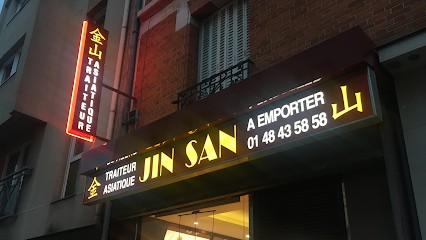 金山
ASIATIQUE
TRAITEUR
金
TRAITEUR
ASIATIQUE
JIN SAN
A EMPORTER
01 48 43 58 58
山